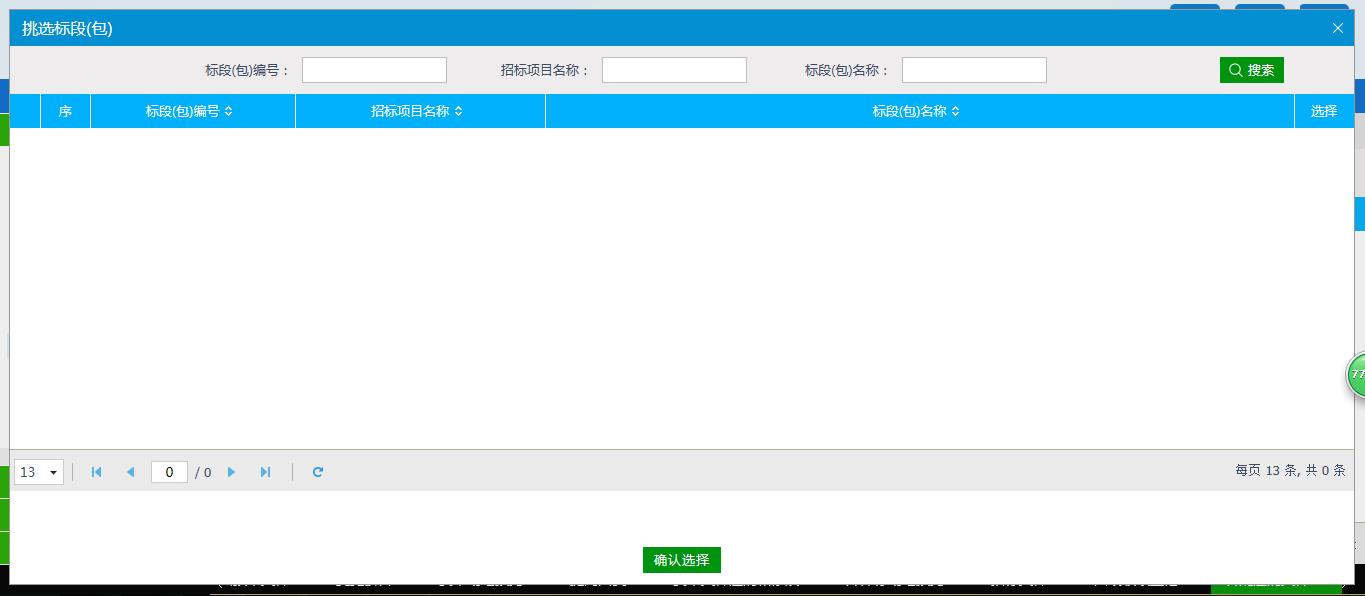 挑选标段(包)
标段(包)编号： 招标项目名称： 标段(包)名称： 搜索
序 标段(包)编号 招标项目名称 标段(包)名称 选择
77
13 0 / 0 每页 13 条, 共 0 条
确认选择